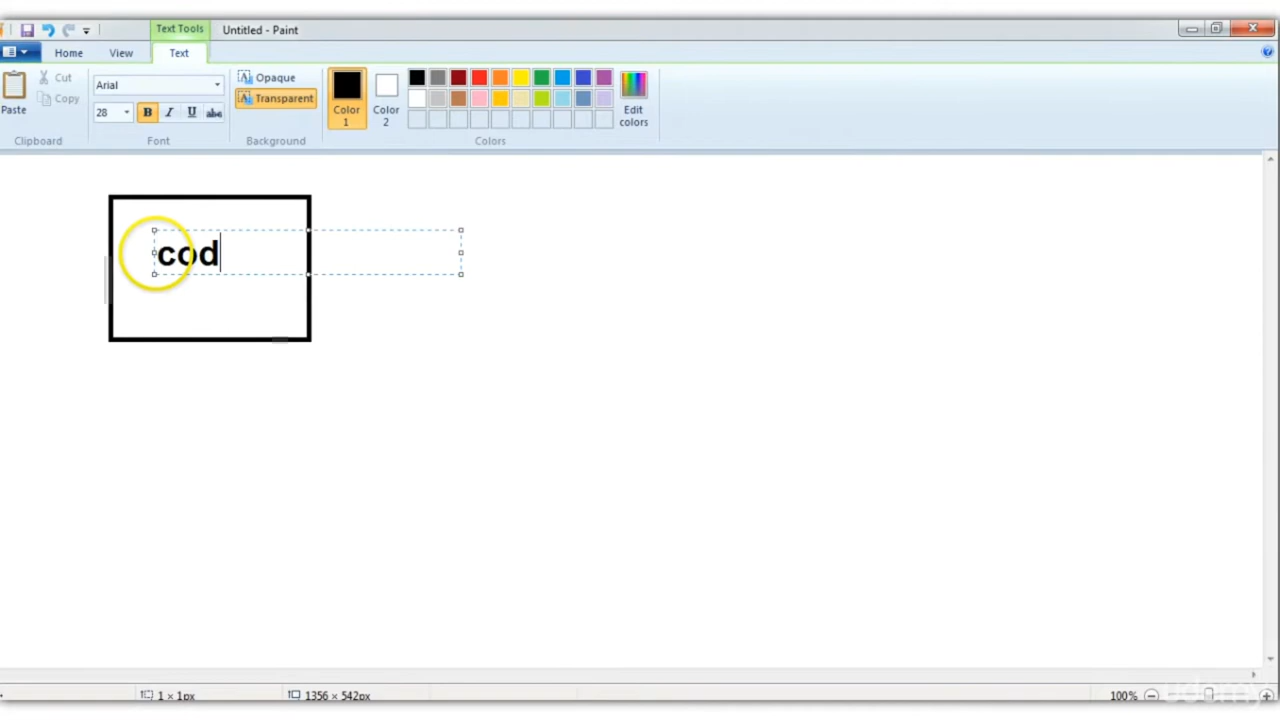 Text Tools
Untitled - Paint
Home
View
Text
Paste
Cut
Copy
Clipboard
Arial
28
B I U abc
Font
Opaque
Transparent
Background
Color 1
Color 2
Edit colors
Colors
cod
1 × 1px
1356 × 542px
100%
udemy